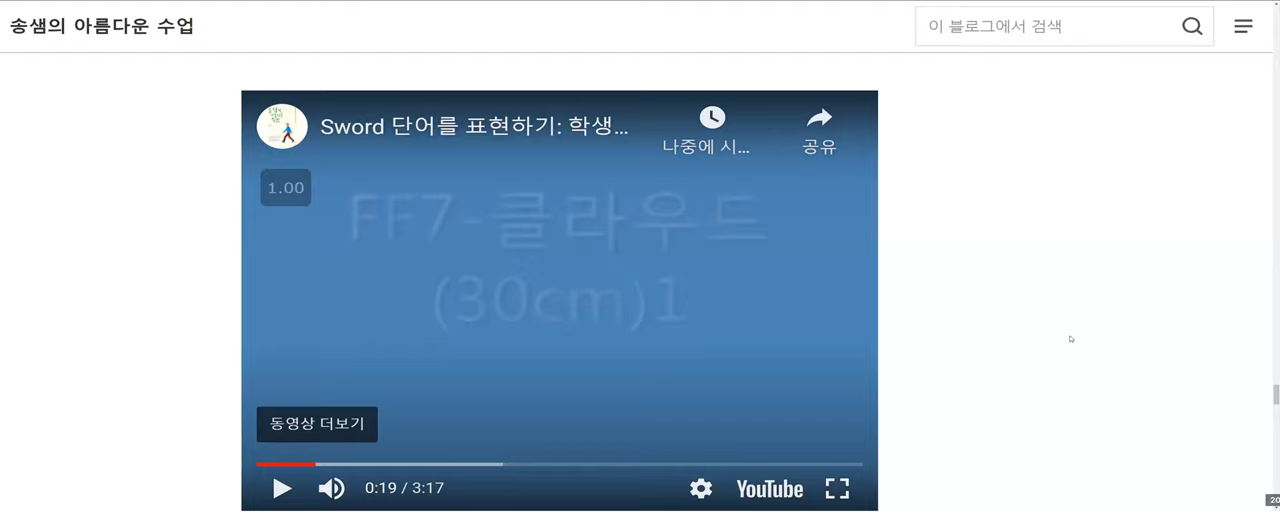 송샘의 아름다운 수업
이 블로그에서 검색
Sword 단어를 표현하기: 학생...
나중에 시...
공유
1.00
FF7-클라우드
(30cm)1
동영상 더보기
0:19 / 3:17
YouTube
20